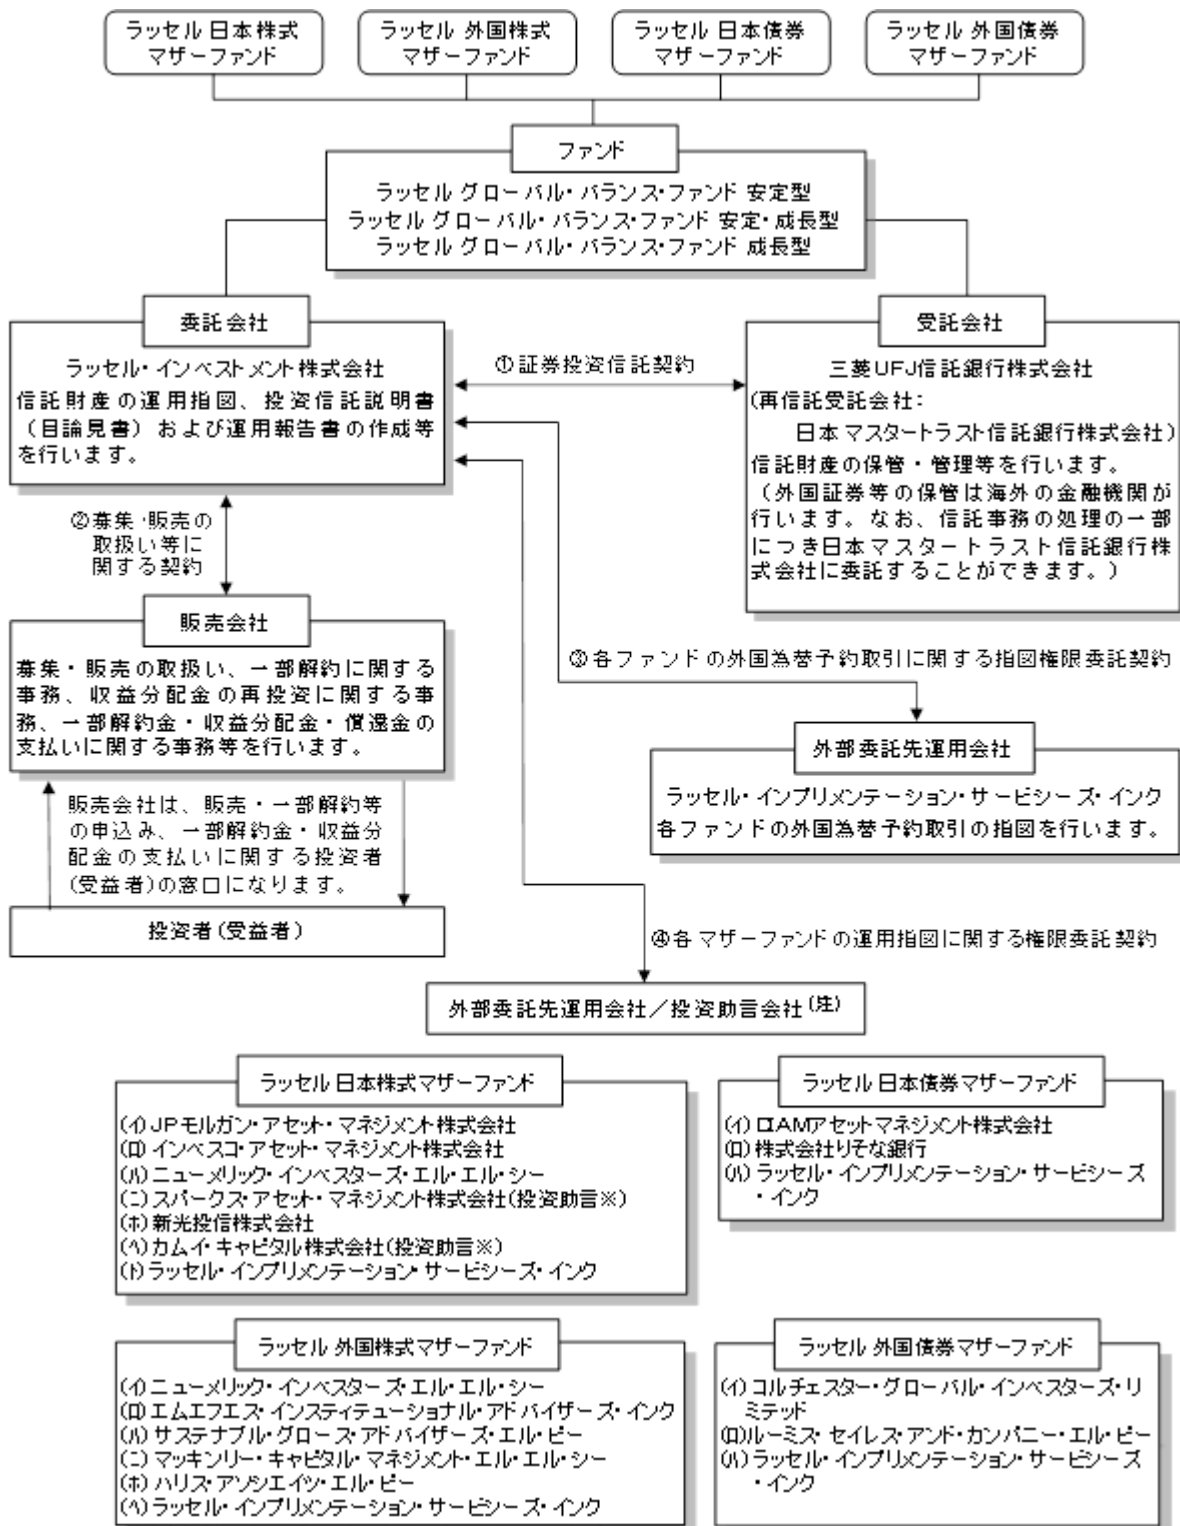 ラッセル 日本株式
マザーファンド
ラッセル 外国株式
マザーファンド
ラッセル 日本債券
マザーファンド
ラッセル 外国債券
マザーファンド
ファンド
ラッセル グローバル・バランス・ファンド 安定型
ラッセル グローバル・バランス・ファンド 安定・成長型
ラッセル グローバル・バランス・ファンド 成長型
委託会社
ラッセル・インベストメント株式会社
信託財産の運用指図、投資信託説明書
（目論見書）および運用報告書の作成等
を行います。
①証券投資信託契約
受託会社
三菱UFJ信託銀行株式会社
(再信託受託会社：
日本マスタートラスト信託銀行株式会社)
信託財産の保管・管理等を行います。
（外国証券等の保管は海外の金融機関が
行います。なお、信託事務の処理の一部
につき日本マスタートラスト信託銀行株
式会社に委託することができます。）
②募集・販売の
取扱い等に
関する契約
販売会社
募集・販売の取扱い、一部解約に関する
事務、収益分配金の再投資に関する事
務、一部解約金・収益分配金・償還金の
支払いに関する事務等を行います。
③各ファンドの外国為替予約取引に関する指図権限委託契約
外部委託先運用会社
ラッセル・インプリメンテーション・サービシーズ・インク
各ファンドの外国為替予約取引の指図を行います。
販売会社は、販売・一部解約等
の申込み、一部解約金・収益分
配金の支払いに関する投資者
(受益者)の窓口になります。
投資者(受益者)
④各マザーファンドの運用指図に関する権限委託契約
外部委託先運用会社／投資助言会社(注)
ラッセル 日本株式マザーファンド
(イ)JPモルガン・アセット・マネジメント株式会社
(ロ)インベスコ・アセット・マネジメント株式会社
(ハ)ニューメリック・インベスターズ・エル・エル・シー
(ニ)スパークス・アセット・マネジメント株式会社(投資助言※)
(ホ)新光投信株式会社
(ヘ)カムイ・キャピタル株式会社(投資助言※)
(ト)ラッセル・インプリメンテーション・サービシーズ・インク
ラッセル 日本債券マザーファンド
(イ)DIAMアセットマネジメント株式会社
(ロ)株式会社りそな銀行
(ハ)ラッセル・インプリメンテーション・サービシーズ
・インク
ラッセル 外国株式マザーファンド
(イ)ニューメリック・インベスターズ・エル・エル・シー
(ロ)エムエフエス・インスティテューショナル・アドバイザーズ・インク
(ハ)サステナブル・グロース・アドバイザーズ・エル・ピー
(ニ)マッキンリー・キャピタル・マネジメント・エル・エル・シー
(ホ)ハリス・アソシエイツ・エル・ピー
(ヘ)ラッセル・インプリメンテーション・サービシーズ・インク
ラッセル 外国債券マザーファンド
(イ)コルチェスター・グローバル・インベスターズ・リ
ミテッド
(ロ)ルーミス・セイレス・アンド・カンパニー・エル・ピー
(ハ)ラッセル・インプリメンテーション・サービシーズ
・インク